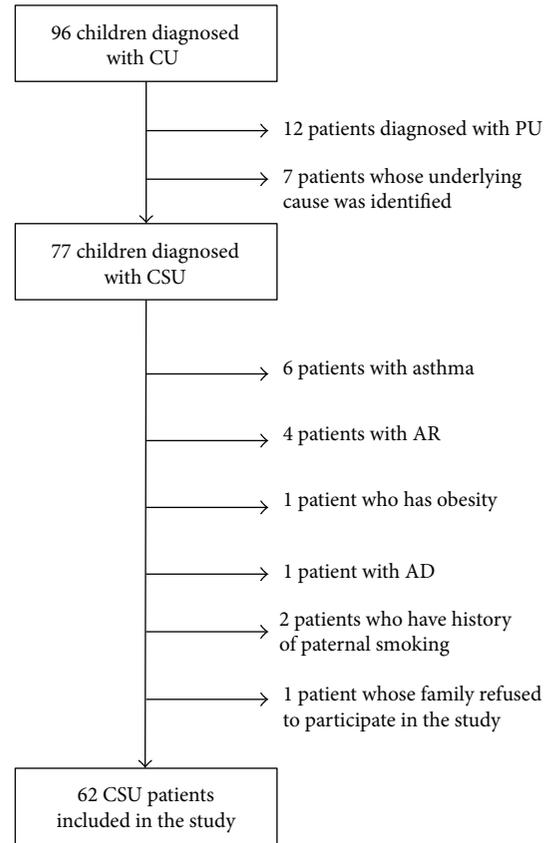 96 children diagnosed
with CU
12 patients diagnosed with PU
7 patients whose underlying
cause was identified
77 children diagnosed
with CSU
6 patients with asthma
4 patients with AR
1 patient who has obesity
1 patient with AD
2 patients who have history
of paternal smoking
1 patient whose family refused
to participate in the study
62 CSU patients
included in the study